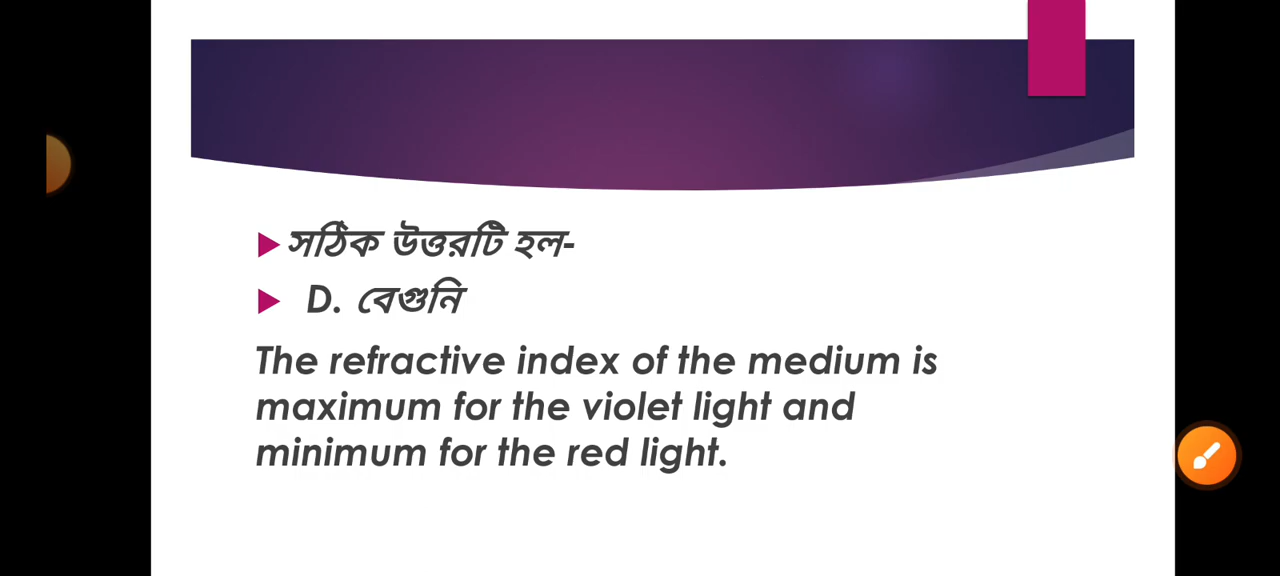 সঠিক উত্তরটি হল-
D. বেগুনি
The refractive index of the medium is
maximum for the violet light and
minimum for the red light.